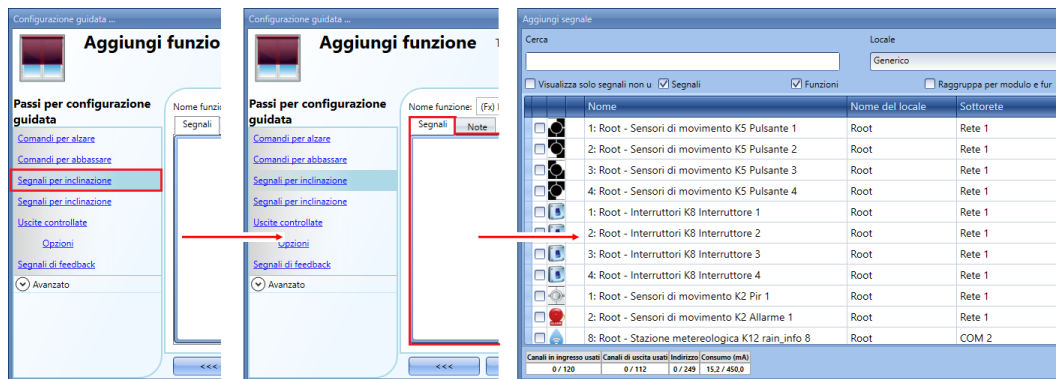 Configurazione guidata ...
Aggiungi funzio
Passi per configurazione guidata
Comandi per alzare
Comandi per abbassare
Segnali per inclinazione
Segnali per inclinazione
Uscite controllate
Opzioni
Segnali di feedback
Avanzato
Nome funzio
Segnali
<<<
Configurazione guidata ...
Aggiungi funzione
Passi per configurazione guidata
Comandi per alzare
Comandi per abbassare
Segnali per inclinazione
Segnali per inclinazione
Uscite controllate
Opzioni
Segnali di feedback
Avanzato
Nome funzione: (Fx)
Segnali Note
<<<
Aggiungi segnale
Cerca Locale
Generico
Visualizza solo segnali non u Segnali Funzioni Raggruppa per modulo e fur
Nome Nome del locale Sottorete
1: Root - Sensori di movimento K5 Pulsante 1 Root Rete 1
2: Root - Sensori di movimento K5 Pulsante 2 Root Rete 1
3: Root - Sensori di movimento K5 Pulsante 3 Root Rete 1
4: Root - Sensori di movimento K5 Pulsante 4 Root Rete 1
1: Root - Interruttori K8 Interruttore 1 Root Rete 1
2: Root - Interruttori K8 Interruttore 2 Root Rete 1
3: Root - Interruttori K8 Interruttore 3 Root Rete 1
4: Root - Interruttori K8 Interruttore 4 Root Rete 1
1: Root - Sensori di movimento K2 Pir 1 Root Rete 1
2: Root - Sensori di movimento K2 Allarme 1 Root Rete 1
8: Root - Stazione metereologica K12 rain_info 8 Root COM 2
Canali in ingresso usati Canali di uscita usati Indirizzo Consumo (mA)
0 / 120 0 / 112 0 / 249 15,2 / 450,0